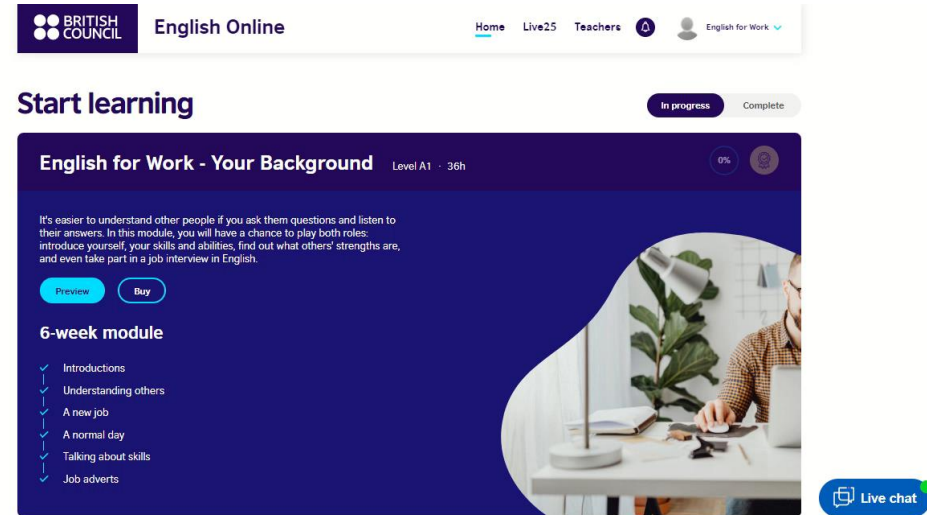 BRITISH
COUNCIL
English Online
Home Live25 Teachers English for Work
Start learning
In progress Complete
English for Work - Your Background Level A1 · 36h
0%
It's easier to understand other people if you ask them questions and listen to
their answers. In this module, you will have a chance to play both roles:
introduce yourself, your skills and abilities, find out what others' strengths are,
and even take part in a job interview in English.
Preview Buy
6-week module
Introductions
Understanding others
A new job
A normal day
Talking about skills
Job adverts
Live chat